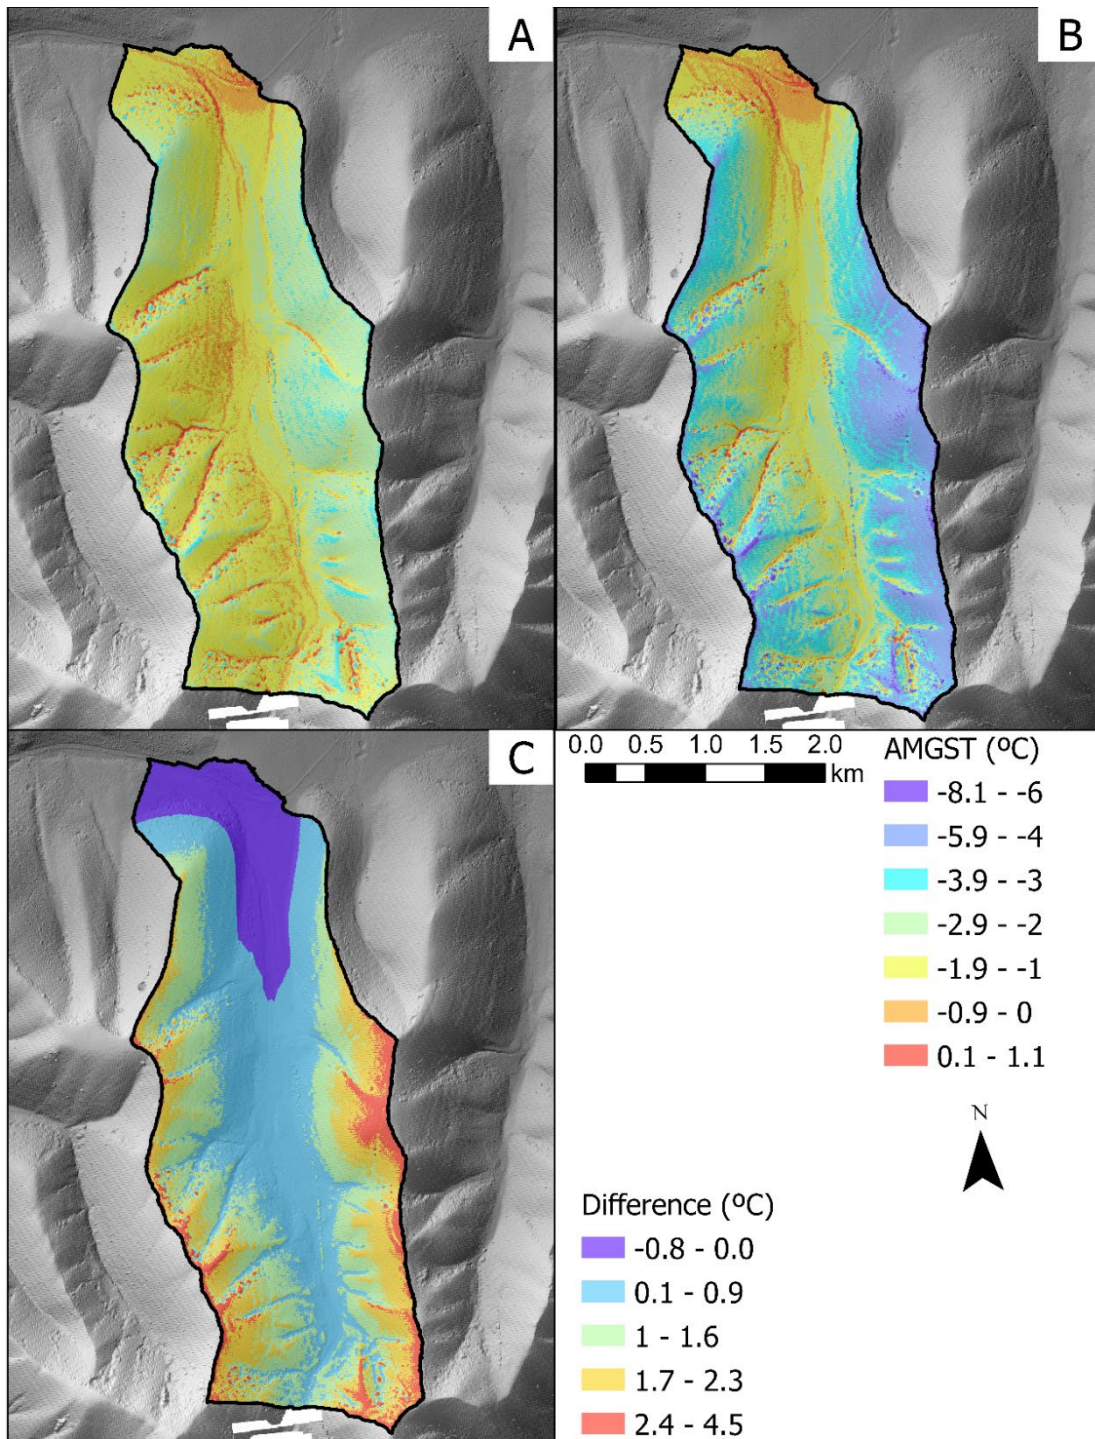 A
B
C
0.0 0.5 1.0 1.5 2.0
km
AMGST (ºC)
-8.1 - -6
-5.9 - -4
-3.9 - -3
-2.9 - -2
-1.9 - -1
-0.9 - 0
0.1 - 1.1
N
Difference (ºC)
-0.8 - 0.0
0.1 - 0.9
1 - 1.6
1.7 - 2.3
2.4 - 4.5